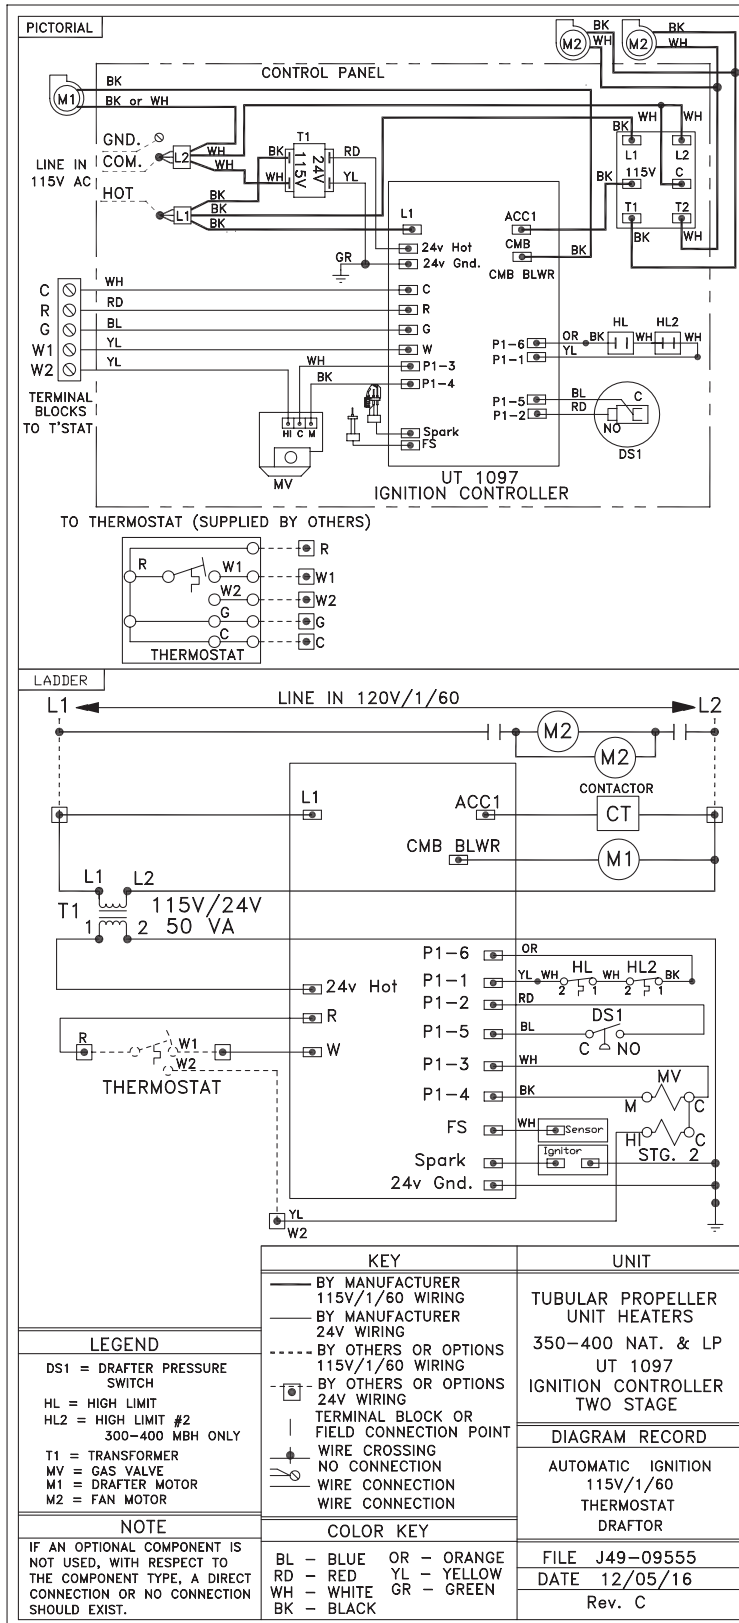 PICTORIAL
BK
BK
M2
WH
M2
WH
CONTROL PANEL
BK
M1
BK or WH
GND.
LINE IN
115V AC
COM.
HOT
L2
WH
WH
L1
BK
BK
BK
T1
BK
WH
115V
24V
RD
YL
GR
L1
24v Hot
24v Gnd.
C
R
G
W
P1-3
P1-4
Spark
FS
ACC1
CMB
CMB BLWR
BK
BK
WH
WH
BK
L1
L2
115V
C
T1
T2
BK
WH
C
WH
R
RD
G
BL
W1
YL
W2
YL
TERMINAL
BLOCKS
TO T'STAT
WH
BK
HI C M
MV
P1-6
P1-1
OR
YL
BK
HL
WH
HL2
WH
P1-5
P1-2
BL
RD
C
NO
DS1
UT 1097
IGNITION CONTROLLER
TO THERMOSTAT (SUPPLIED BY OTHERS)
R
R
W1
W1
W2
W2
G
G
C
C
THERMOSTAT
LADDER
L1
LINE IN 120V/1/60
L2
M2
M2
L1
ACC1
CONTACTOR
CT
CMB BLWR
M1
L1 L2
T1
115V/24V
50 VA
1 2
P1-6
OR
24v Hot
P1-1
YL
WH
HL
2 1
WH
HL2
2 1
BK
P1-2
RD
R
P1-5
BL
DS1
C NO
R
W1
W2
THERMOSTAT
W
P1-3
WH
P1-4
BK
MV
M
C
FS
WH
Sensor
HI
C
STG. 2
Spark
Ignitor
24v Gnd.
YL
W2
KEY
BY MANUFACTURER
115V/1/60 WIRING
BY MANUFACTURER
24V WIRING
BY OTHERS OR OPTIONS
115V/1/60 WIRING
BY OTHERS OR OPTIONS
24V WIRING
TERMINAL BLOCK OR
FIELD CONNECTION POINT
WIRE CROSSING
NO CONNECTION
WIRE CONNECTION
WIRE CONNECTION
UNIT
TUBULAR PROPELLER
UNIT HEATERS
350-400 NAT. & LP
UT 1097
IGNITION CONTROLLER
TWO STAGE
LEGEND
DS1 = DRAFTER PRESSURE
SWITCH
HL = HIGH LIMIT
HL2 = HIGH LIMIT #2
300-400 MBH ONLY
T1 = TRANSFORMER
MV = GAS VALVE
M1 = DRAFTER MOTOR
M2 = FAN MOTOR
DIAGRAM RECORD
AUTOMATIC IGNITION
115V/1/60
THERMOSTAT
DRAFTOR
NOTE
IF AN OPTIONAL COMPONENT IS
NOT USED, WITH RESPECT TO
THE COMPONENT TYPE, A DIRECT
CONNECTION OR NO CONNECTION
SHOULD EXIST.
COLOR KEY
BL - BLUE OR - ORANGE
RD - RED YL - YELLOW
WH - WHITE GR - GREEN
BK - BLACK
FILE J49-09555
DATE 12/05/16
Rev. C